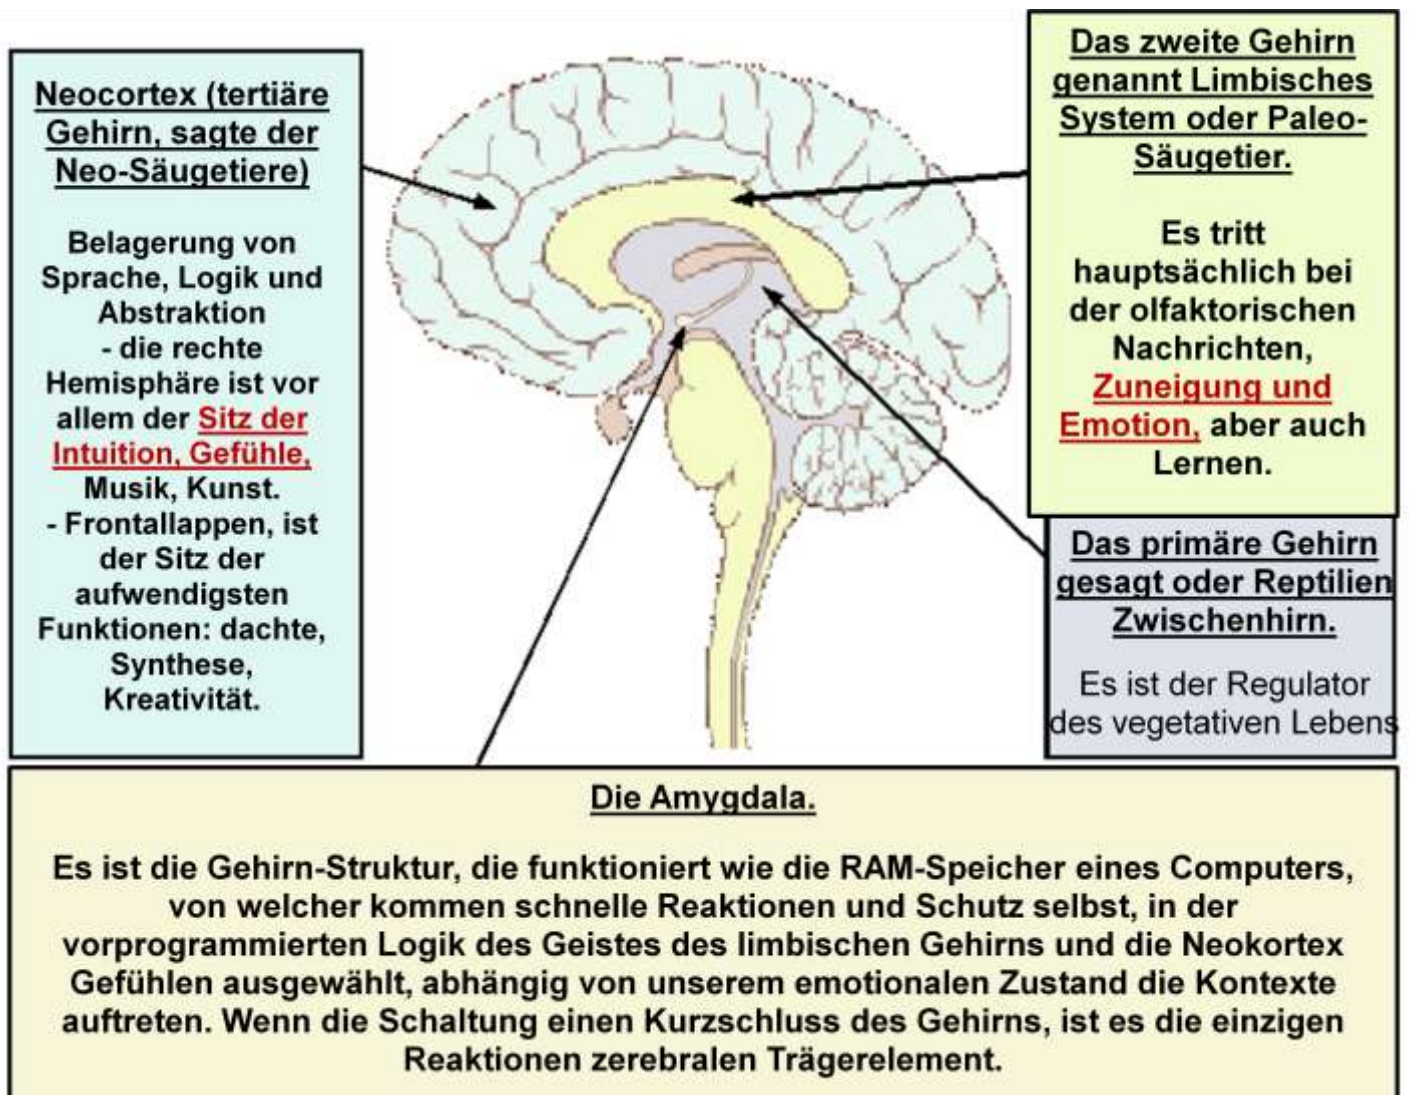 Neocortex (tertiäre
Gehirn, sagte der
Neo-Säugetiere)
Belagerung von
Sprache, Logik und
Abstraktion
- die rechte
Hemisphäre ist vor
allem der Sitz der
Intuition, Gefühle,
Musik, Kunst.
- Frontallappen, ist
der Sitz der
aufwendigsten
Funktionen: dachte,
Synthese,
Kreativität.
Das zweite Gehirn
genannt Limbisches
System oder Paleo-
Säugetier.
Es tritt
hauptsächlich bei
der olfaktorischen
Nachrichten,
Zuneigung und
Emotion, aber auch
Lernen.
Das primäre Gehirn
gesagt oder Reptilien
Zwischenhirn.
Es ist der Regulator
des vegetativen Lebens
Die Amygdala.
Es ist die Gehirn-Struktur, die funktioniert wie die RAM-Speicher eines Computers,
von welcher kommen schnelle Reaktionen und Schutz selbst, in der
vorprogrammierten Logik des Geistes des limbischen Gehirns und die Neokortex
Gefühlen ausgewählt, abhängig von unserem emotionalen Zustand die Kontexte
auftreten. Wenn die Schaltung einen Kurzschluss des Gehirns, ist es die einzigen
Reaktionen zerebralen Trägerelement.